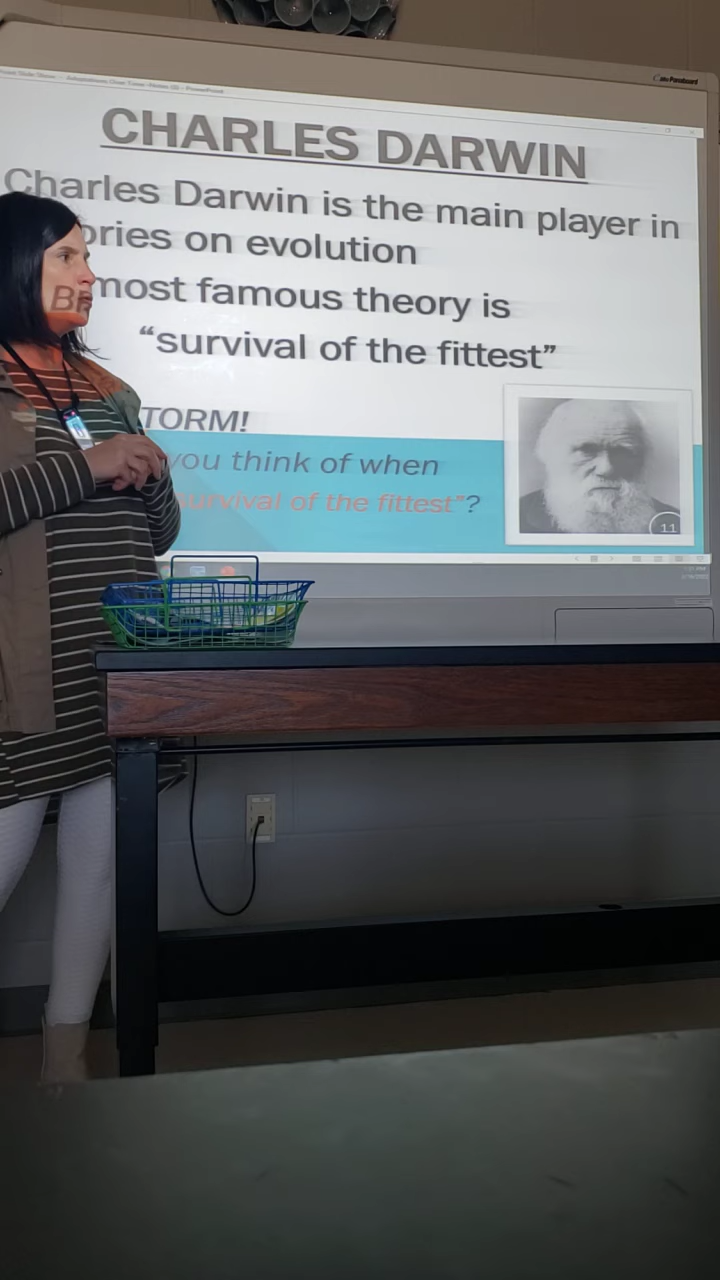 CHARLES DARWIN
Charles Darwin is the main player in
ories on evolution
most famous theory is
"survival of the fittest"
TORM!
you think of when
survival of the fittest"?
11